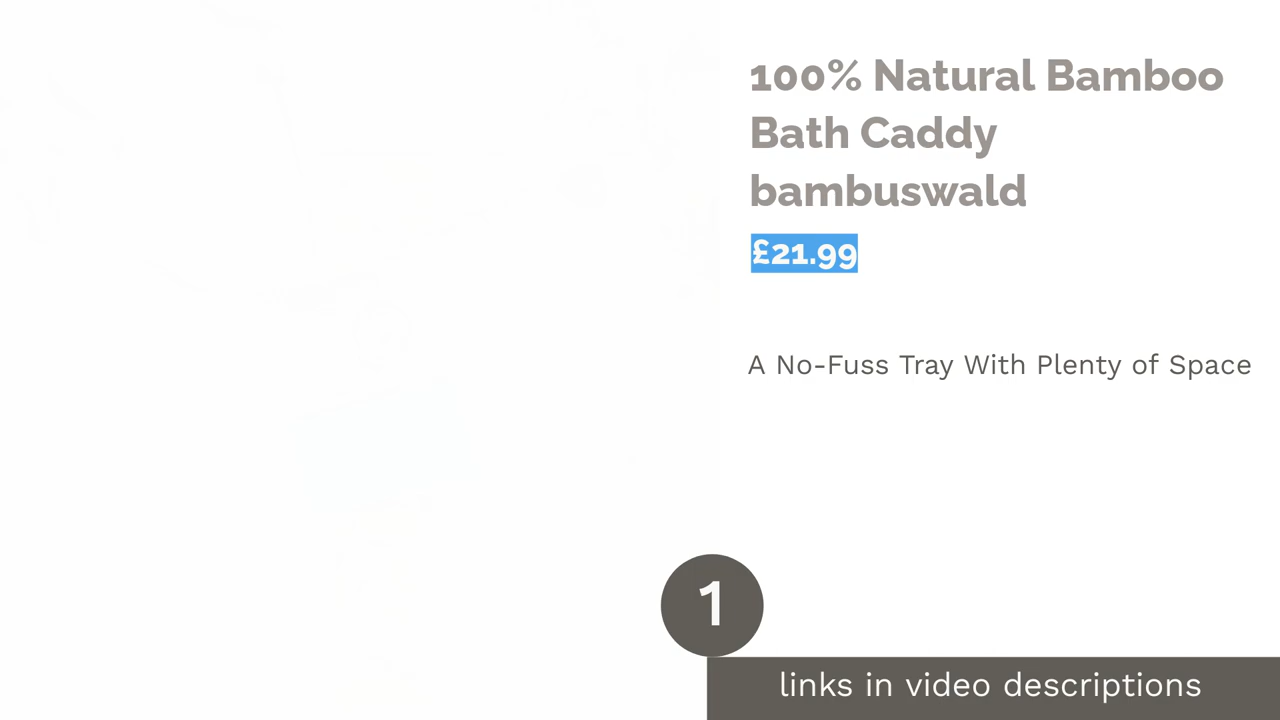 100% Natural Bamboo
Bath Caddy
bambuswald
£21.99
A No-Fuss Tray With Plenty of Space
1
links in video descriptions